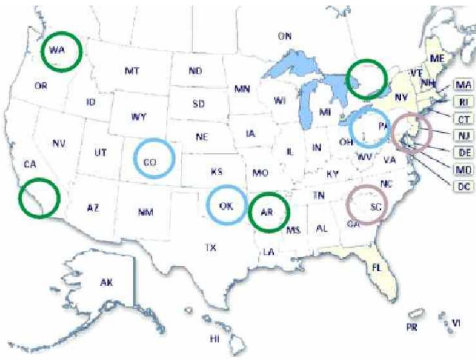 ON
WA
MT
ND
ME
OR
ID
SD
MN
WI
MI
VT
NH
NY
MA
RI
CT
NJ
DE
MD
DC
WY
NE
IA
PA
NV
UT
CO
IL
IN
OH
WV
VA
CA
KS
MO
KY
NC
AZ
NM
OK
AR
TN
SC
MS
AL
GA
TX
LA
FL
AK
HI
PR
VI